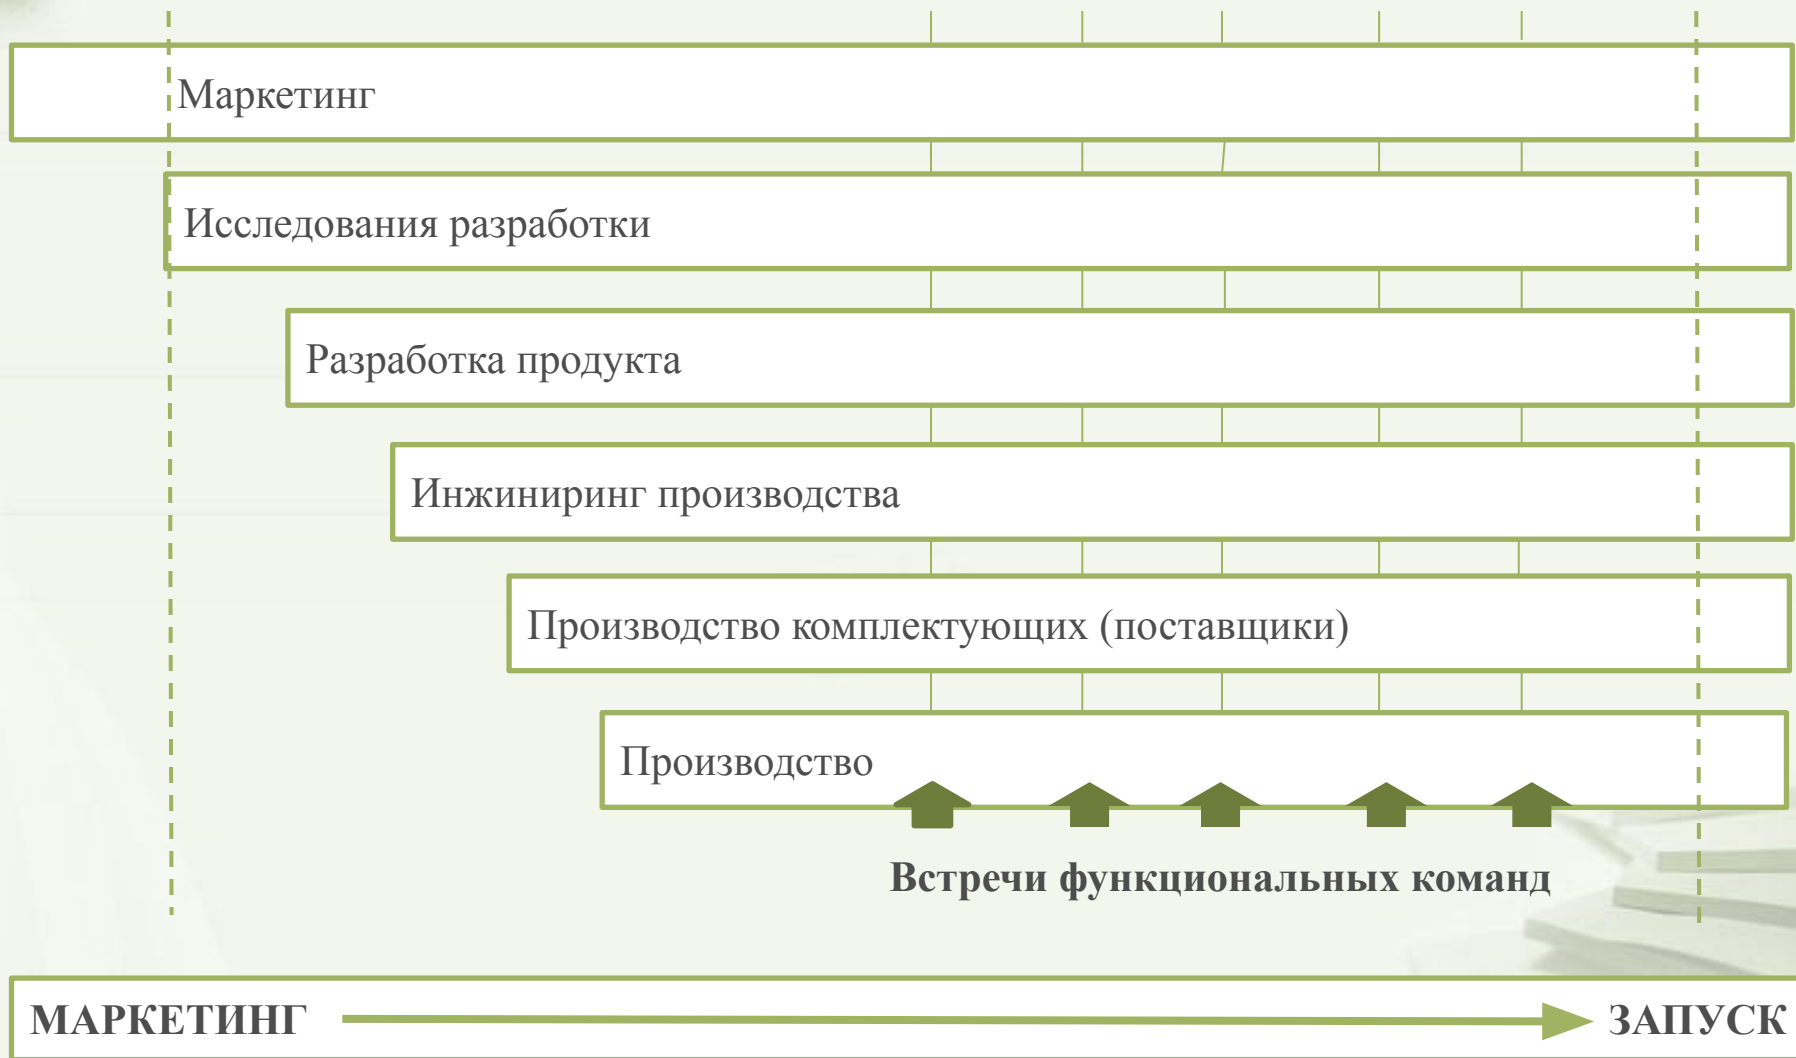 Маркетинг
Исследования разработки
Разработка продукта
Инжиниринг производства
Производство комплектующих (поставщики)
Производство
Встречи функциональных команд
МАРКЕТИНГ ЗАПУСК